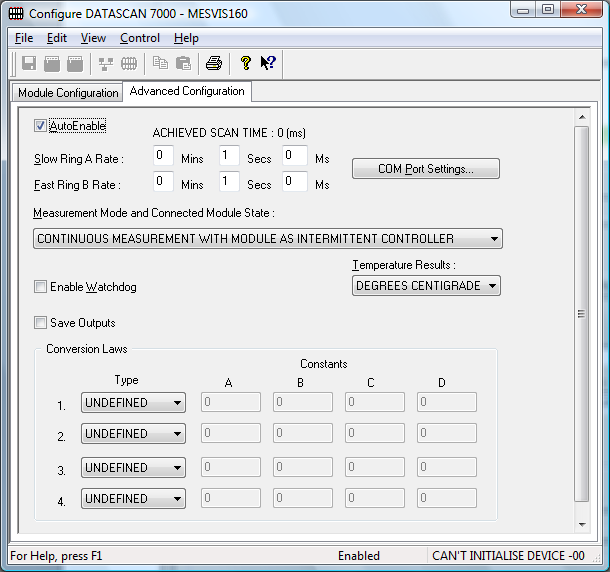 Configure DATASCAN 7000 - MESVIS160
File Edit View Control Help
Module Configuration Advanced Configuration
AutoEnable
ACHIEVED SCAN TIME : 0 (ms)
Slow Ring A Rate : 0 Mins 1 Secs 0 Ms
COM Port Settings...
Fast Ring B Rate : 0 Mins 1 Secs 0 Ms
Measurement Mode and Connected Module State :
CONTINUOUS MEASUREMENT WITH MODULE AS INTERMITTENT CONTROLLER
Temperature Results :
Enable Watchdog
DEGREES CENTIGRADE
Save Outputs
Conversion Laws
Constants
Type A B C D
1. UNDEFINED 0 0 0 0
2. UNDEFINED 0 0 0 0
3. UNDEFINED 0 0 0 0
4. UNDEFINED 0 0 0 0
For Help, press F1 Enabled CAN'T INITIALISE DEVICE -00